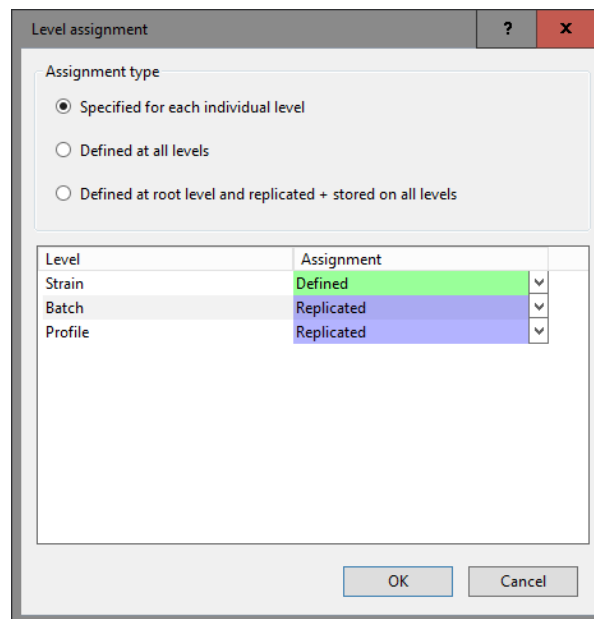 Level assignment ? x
Assignment type
Specified for each individual level
Defined at all levels
Defined at root level and replicated + stored on all levels
Level Assignment
Strain Defined
Batch Replicated
Profile Replicated
OK Cancel